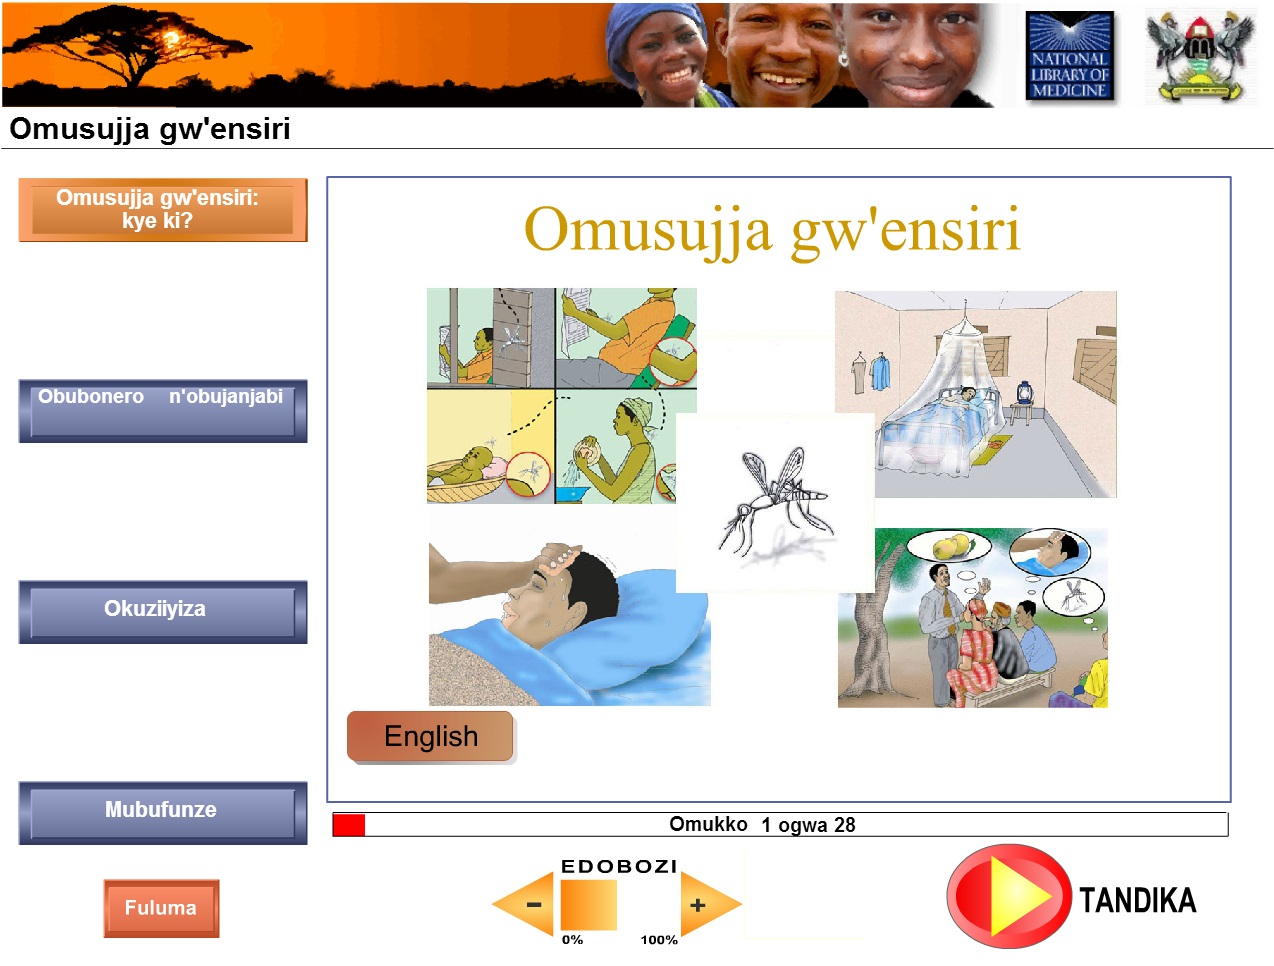 NATIONAL
LIBRARY OF
MEDICINE
Omusujja gw'ensiri
Omusujja gw'ensiri:
kye ki?
Obubonero n'obujanjabi
Okuziiyiza
Mubufunze
Fuluma
Omusujja gw'ensiri
English
Omukko 1 ogwa 28
EDOBOZI
- +
0% 100%
TANDIKA